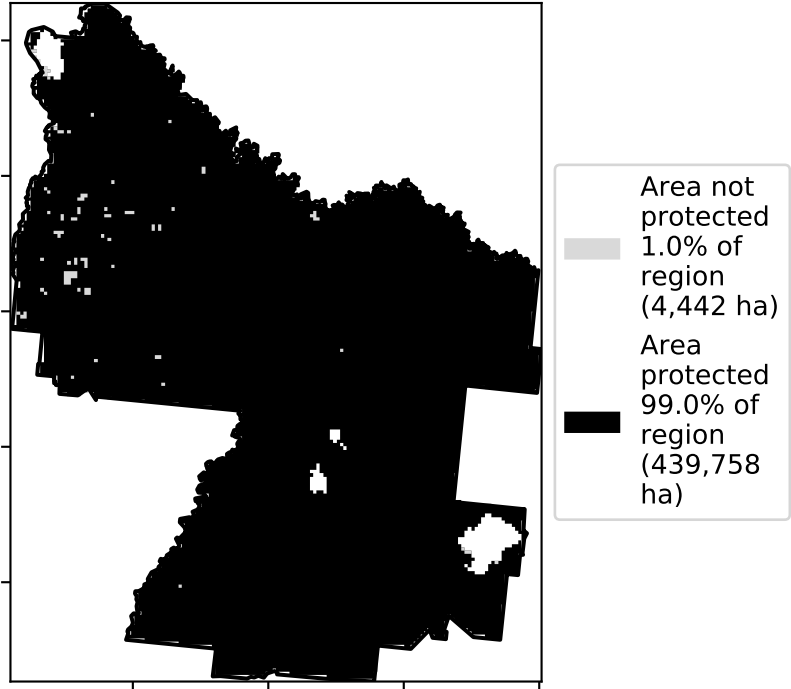 Area not
protected
1.0% of
region
(4,442 ha)
Area
protected
99.0% of
region
(439,758
ha)